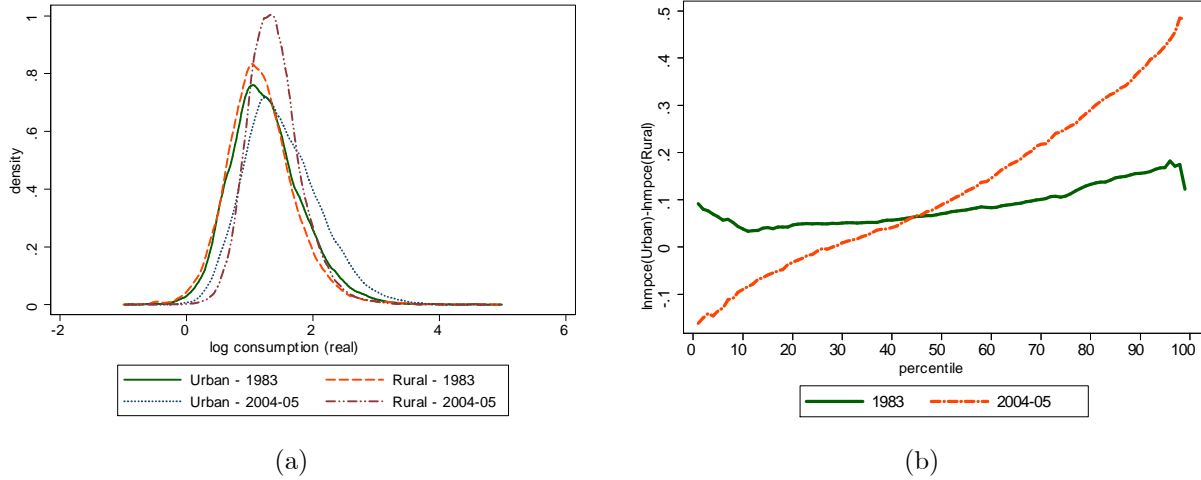 density
0 .2 .4 .6 .8 1
-2 0 2 4 6
log consumption (real)
Urban - 1983 Rural - 1983
Urban - 2004-05 Rural - 2004-05
(a)
lnmpce(Urban)-lnmpce(Rural)
-.1 0 .1 .2 .3 .4 .5
0 10 20 30 40 50 60 70 80 90 100
percentile
1983 2004-05
(b)